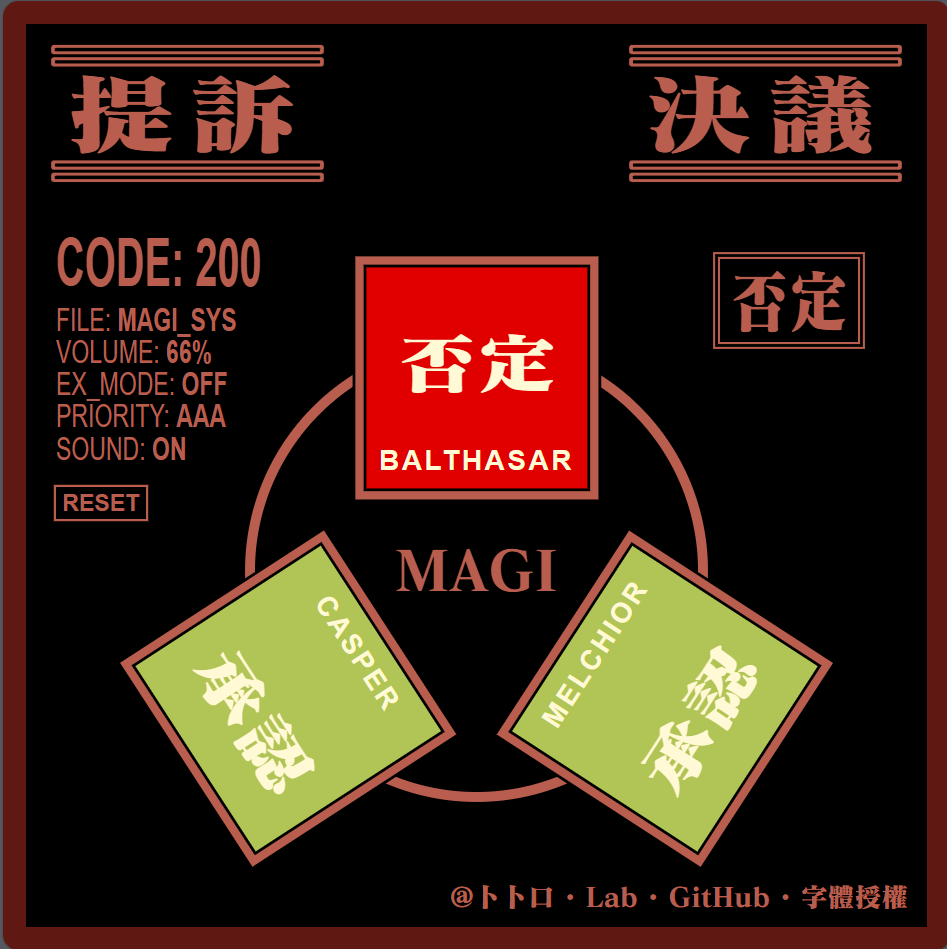 提訴
決議
CODE: 200
FILE: MAGI_SYS
VOLUME: 66%
EX_MODE: OFF
PRIORITY: AAA
SOUND: ON
RESET
否定
否定
BALTHASAR
MAGI
CASPER
承認
MELCHIOR
承認
@トトロ・Lab・GitHub・字體授權